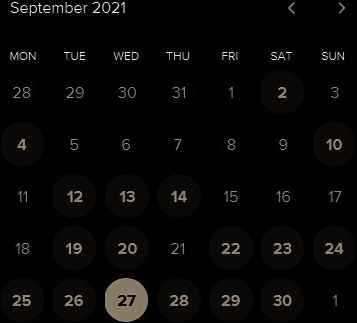 September 2021 < >
MON TUE WED THU FRI SAT SUN
28 29 30 31 1 2 3
4 5 6 7 8 9 10
11 12 13 14 15 16 17
18 19 20 21 22 23 24
25 26 27 28 29 30 1